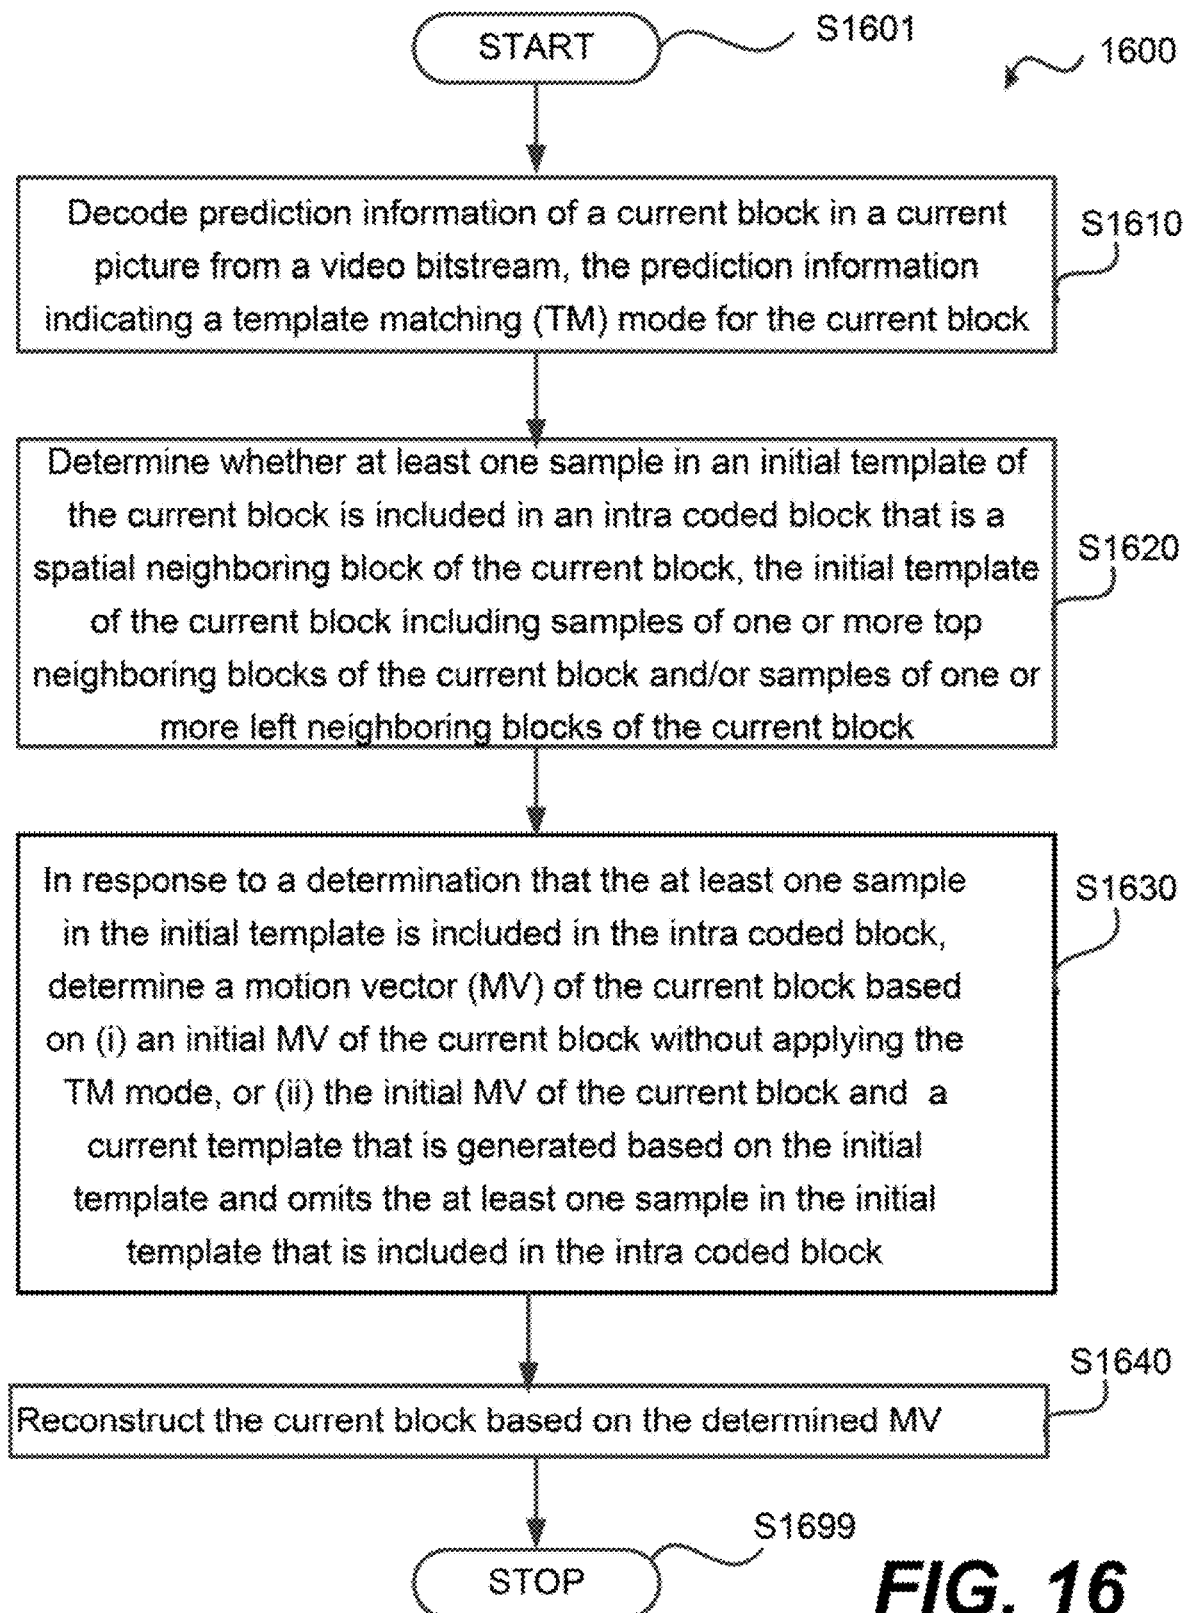 START
S1601
1600
Decode prediction information of a current block in a current
picture from a video bitstream, the prediction information
indicating a template matching (TM) mode for the current block
S1610
Determine whether at least one sample in an initial template of
the current block is included in an intra coded block that is a
spatial neighboring block of the current block, the initial template
of the current block including samples of one or more top
neighboring blocks of the current block and/or samples of one or
more left neighboring blocks of the current block
S1620
In response to a determination that the at least one sample
in the initial template is included in the intra coded block,
determine a motion vector (MV) of the current block based
on (i) an initial MV of the current block without applying the
TM mode, or (ii) the initial MV of the current block and a
current template that is generated based on the initial
template and omits the at least one sample in the initial
template that is included in the intra coded block
S1630
Reconstruct the current block based on the determined MV
S1640
STOP
S1699
FIG. 16